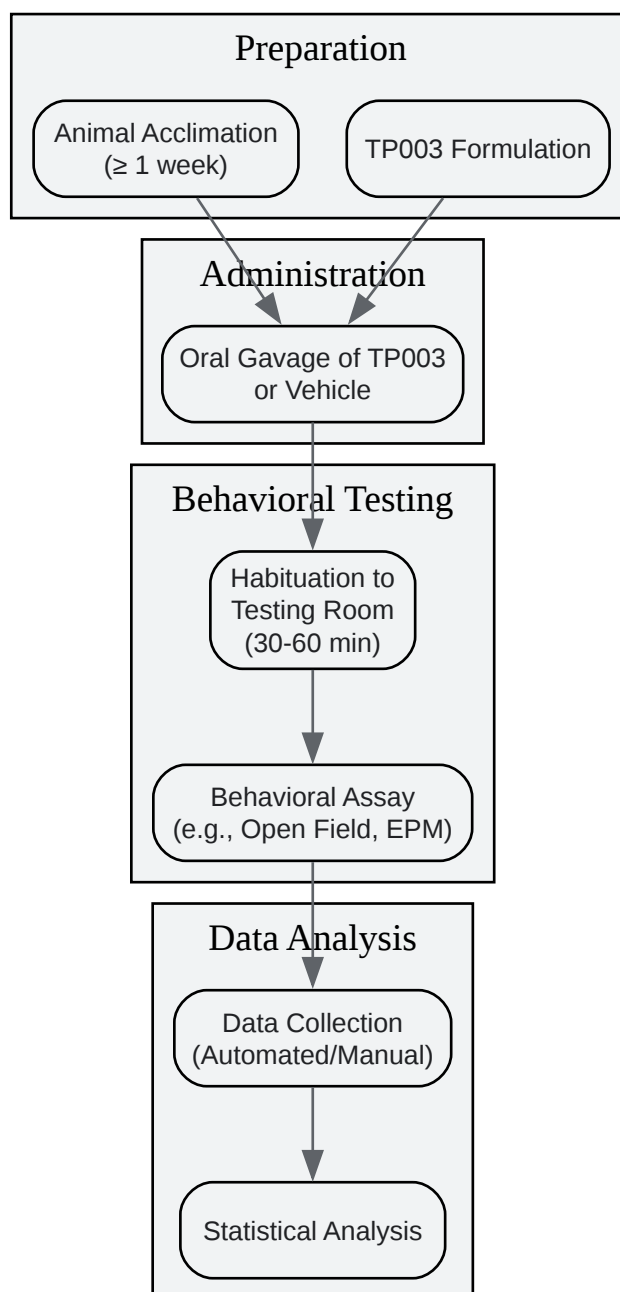 Preparation
Animal Acclimation
(≥ 1 week)
TP003 Formulation
Administration
Oral Gavage of TP003
or Vehicle
Behavioral Testing
Habituation to
Testing Room
(30-60 min)
Behavioral Assay
(e.g., Open Field, EPM)
Data Analysis
Data Collection
(Automated/Manual)
Statistical Analysis